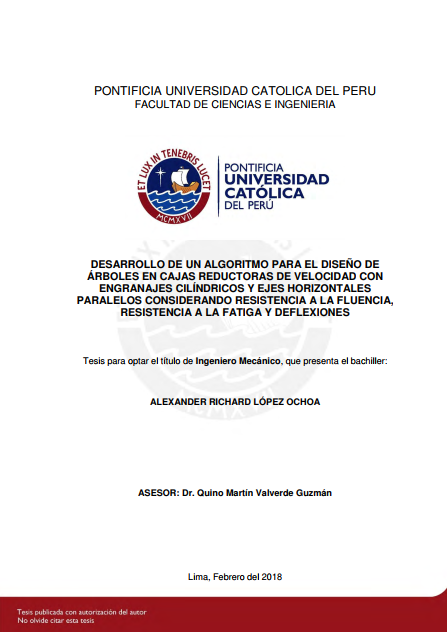 PONTIFICIA UNIVERSIDAD CATOLICA DEL PERU
FACULTAD DE CIENCIAS E INGENIERIA
ET LUX IN TENEBRIS LUCET
MCMXVII
PONTIFICIA
UNIVERSIDAD
CATÓLICA
DEL PERÚ
DESARROLLO DE UN ALGORITMO PARA EL DISEÑO DE
ÁRBOLES EN CAJAS REDUCTORAS DE VELOCIDAD CON
ENGRANAJES CILÍNDRICOS Y EJES HORIZONTALES
PARALELOS CONSIDERANDO RESISTENCIA A LA FLUENCIA,
RESISTENCIA A LA FATIGA Y DEFLEXIONES
Tesis para optar el título de Ingeniero Mecánico, que presenta el bachiller:
ALEXANDER RICHARD LÓPEZ OCHOA
ASESOR: Dr. Quino Martín Valverde Guzmán
Lima, Febrero del 2018
Tesis publicada con autorización del autor
No olvide citar esta tesis